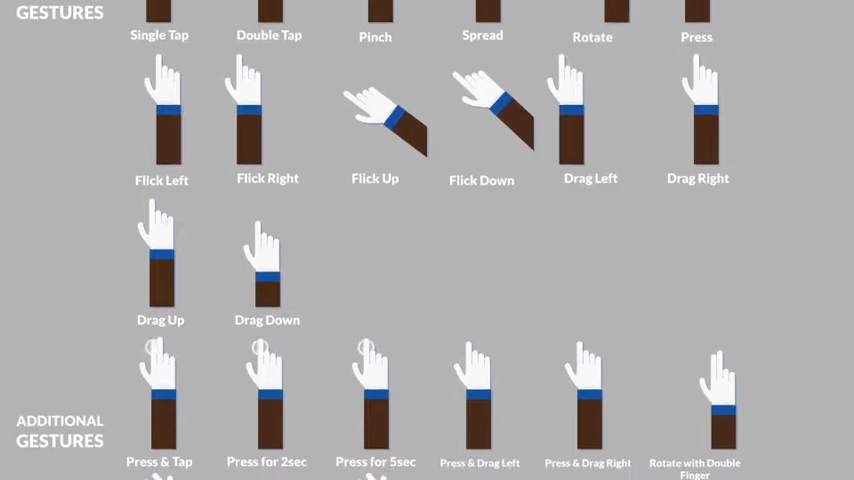 GESTURES
Single Tap
Double Tap
Pinch
Spread
Rotate
Press
Flick Left
Flick Right
Flick Up
Flick Down
Drag Left
Drag Right
Drag Up
Drag Down
ADDITIONAL
GESTURES
Press & Tap
Press for 2sec
Press for 5sec
Press & Drag Left
Press & Drag Right
Rotate with Double
Finger